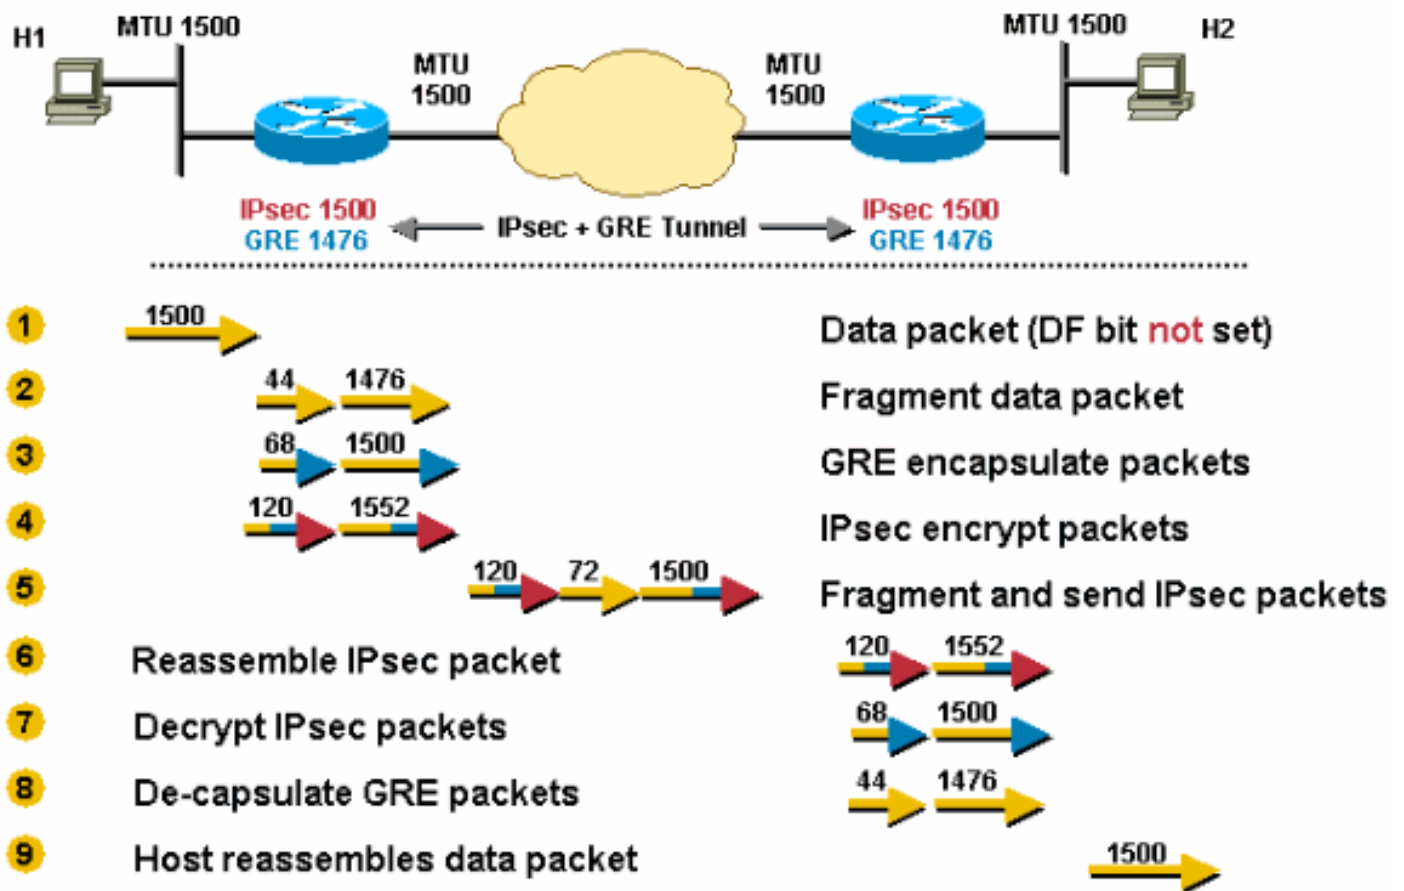 H1
MTU 1500
MTU 1500
H2
MTU
1500
MTU
1500
IPsec 1500
GRE 1476
IPsec + GRE Tunnel
IPsec 1500
GRE 1476
1 1500 Data packet (DF bit not set)
2 44 1476 Fragment data packet
3 68 1500 GRE encapsulate packets
4 120 1552 IPsec encrypt packets
5 120 72 1500 Fragment and send IPsec packets
6 Reassemble IPsec packet 120 1552
7 Decrypt IPsec packets 68 1500
8 De-capsulate GRE packets 44 1476
9 Host reassembles data packet 1500